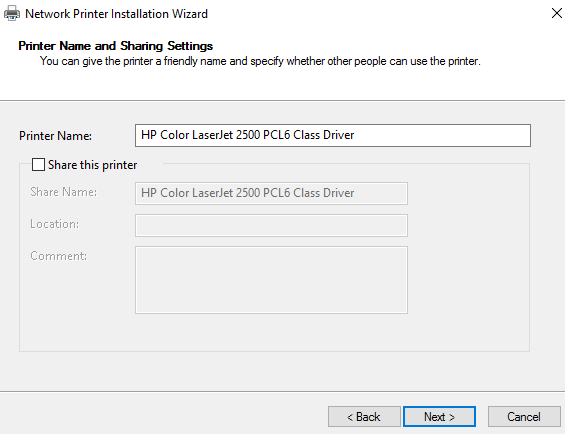 Network Printer Installation Wizard
Printer Name and Sharing Settings
You can give the printer a friendly name and specify whether other people can use the printer.
Printer Name: HP Color LaserJet 2500 PCL6 Class Driver
Share this printer
Share Name: HP Color LaserJet 2500 PCL6 Class Driver
Location:
Comment:
< Back Next > Cancel